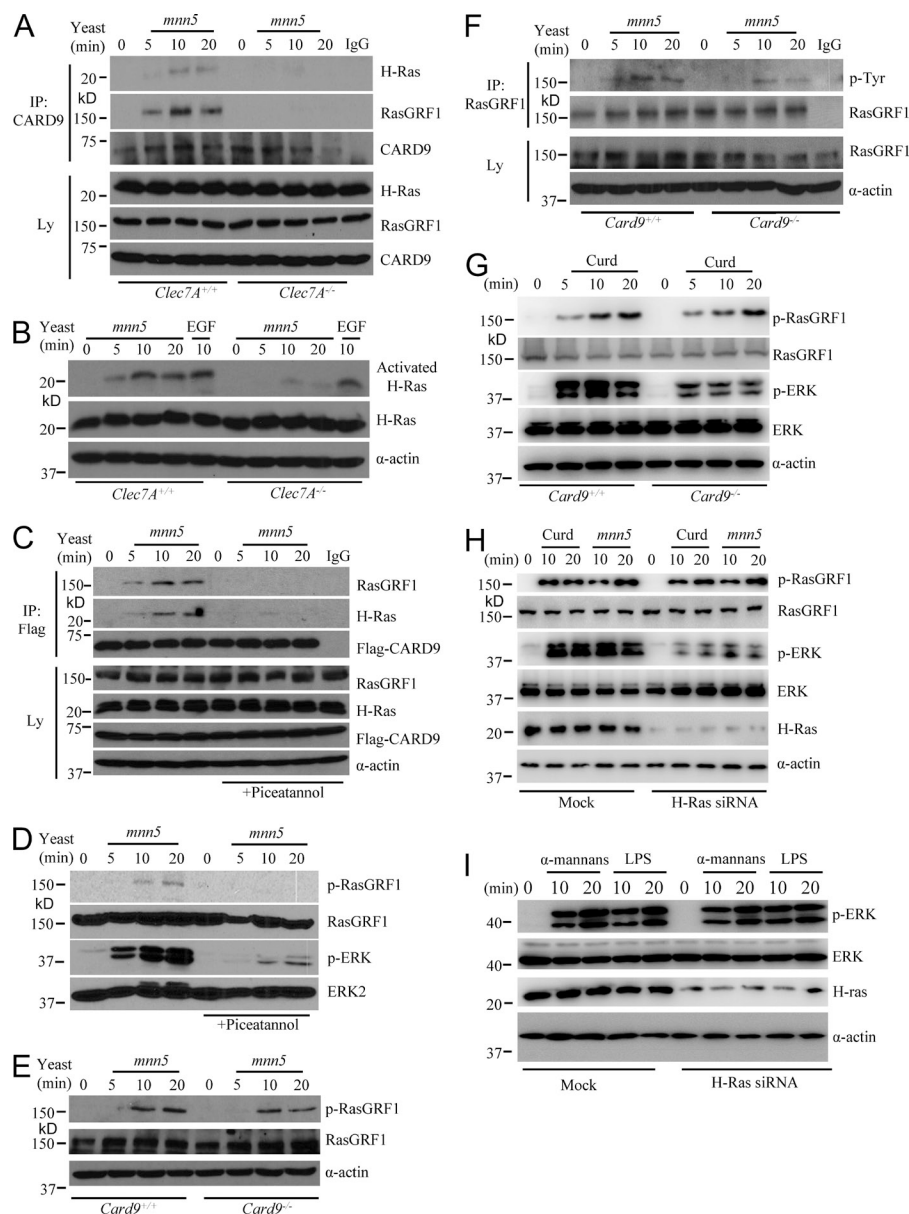 A
Yeast mnn5 mnn5
(min) 0 5 10 20 0 5 10 20 IgG
IP: CARD9
20 H-Ras
kD
150 RasGRF1
75 CARD9
Ly
20 H-Ras
150 RasGRF1
75 CARD9
Clec7A+/+ Clec7A-/-
B
Yeast mnn5 EGF mnn5 EGF
(min) 0 5 10 20 10 0 5 10 20 10
20 Activated H-Ras
kD
20 H-Ras
37 α-actin
Clec7A+/+ Clec7A-/-
C
Yeast mnn5 mnn5
(min) 0 5 10 20 0 5 10 20 IgG
IP: Flag
150 RasGRF1
kD
20 H-Ras
75 Flag-CARD9
Ly
150 RasGRF1
20 H-Ras
75 Flag-CARD9
37 α-actin
+Piceatannol
D
Yeast mnn5 mnn5
(min) 0 5 10 20 0 5 10 20
150 p-RasGRF1
kD
150 RasGRF1
37 p-ERK
37 ERK2
+Piceatannol
E
Yeast mnn5 mnn5
(min) 0 5 10 20 0 5 10 20
150 p-RasGRF1
kD
150 RasGRF1
37 α-actin
Card9+/+ Card9-/-
F
Yeast mnn5 mnn5
(min) 0 5 10 20 0 5 10 20 IgG
IP: RasGRF1
150 p-Tyr
kD
150 RasGRF1
Ly
150 RasGRF1
37 α-actin
Card9+/+ Card9-/-
G
Curd Curd
(min) 0 5 10 20 0 5 10 20
150 p-RasGRF1
kD
150 RasGRF1
37 p-ERK
37 ERK
37 α-actin
Card9+/+ Card9-/-
H
Curd mnn5 Curd mnn5
(min) 0 10 20 10 20 0 10 20 10 20
150 p-RasGRF1
kD
150 RasGRF1
37 p-ERK
37 ERK
20 H-Ras
37 α-actin
Mock H-Ras siRNA
I
α-mannans LPS α-mannans LPS
(min) 0 10 20 10 20 0 10 20 10 20
40 p-ERK
40 ERK
20 H-ras
37 α-actin
Mock H-Ras siRNA